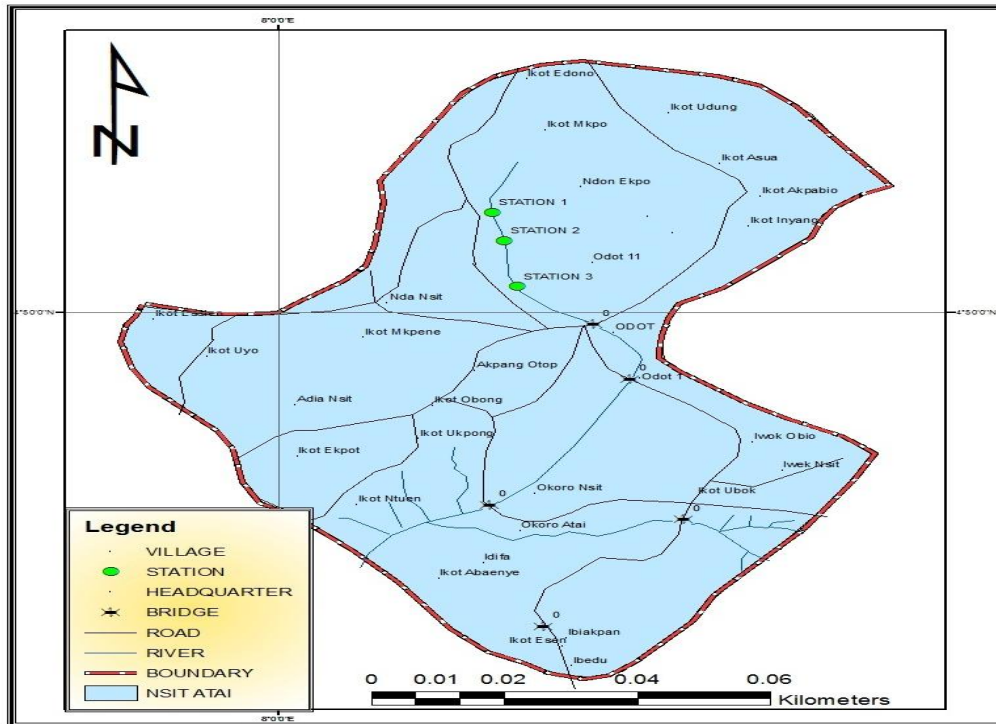 8°0'0"E
Ikot Edono
Ikot Udung
Ikot Mkpo
Ikot Asua
Ndon Ekpo
Ikot Akpabio
STATION 1
Ikot Inyang
STATION 2
Odot 11
STATION 3
Nda Nsit
4°50'0"N
4°50'0"N
0
ODOT
Ikot Mkpene
Ikot Uyo
Akpang Otop
0
Odot 1
Adia Nsit
Ikot Obong
Ikot Ukpong
Iwok Obio
Ikot Ekpot
Iwek Nsit
Okoro Nsit
Ikot Ubok
Ikot Ntuen
0
0
Okoro Atai
Idifa
Ikot Abaenye
0
Ikot Esen
Ibiakpan
Ibedu
N
Legend
VILLAGE
STATION
HEADQUARTER
BRIDGE
ROAD
RIVER
BOUNDARY
NSIT ATAI
0 0.01 0.02 0.04 0.06
Kilometers
8°0'0"E